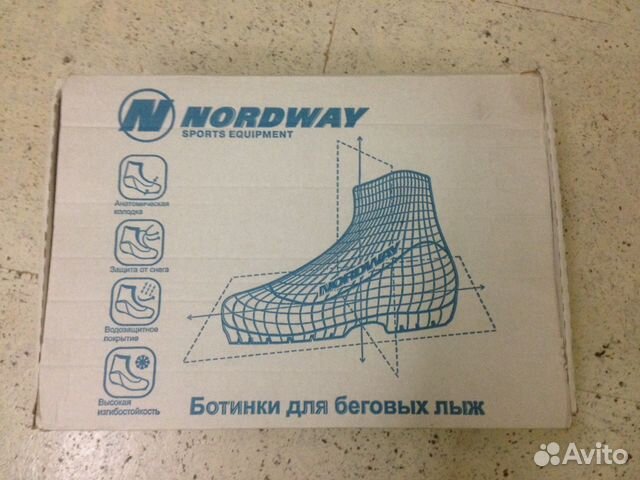 N NORDWAY
SPORTS EQUIPMENT
Анатомическая
колодка
Защита от снега
Водозащитное
покрытие
Высокая
изгибостойкость
NORDWAY
Ботинки для беговых лыж
Avito